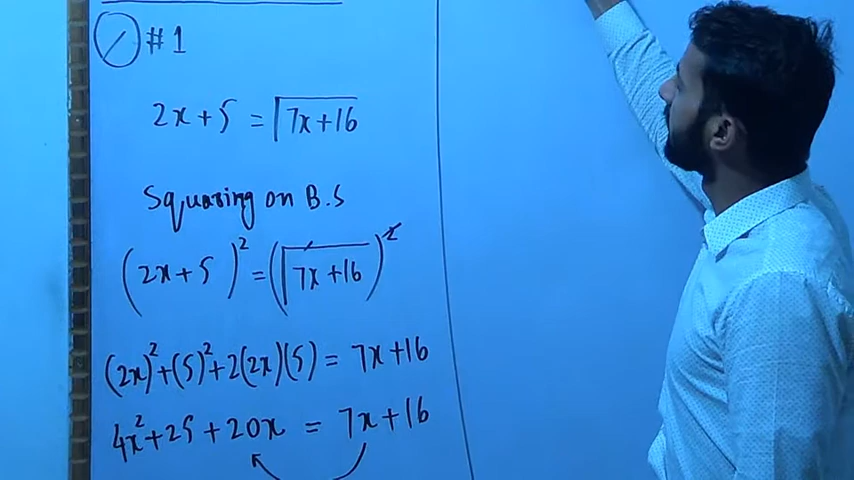 #1
2x + 5 = √7x+16
Squaring on B.S
(2x+5)² = (√7x+16)²
(2x)² + (5)² + 2(2x)(5) = 7x+16
4x² + 25 + 20x = 7x+16